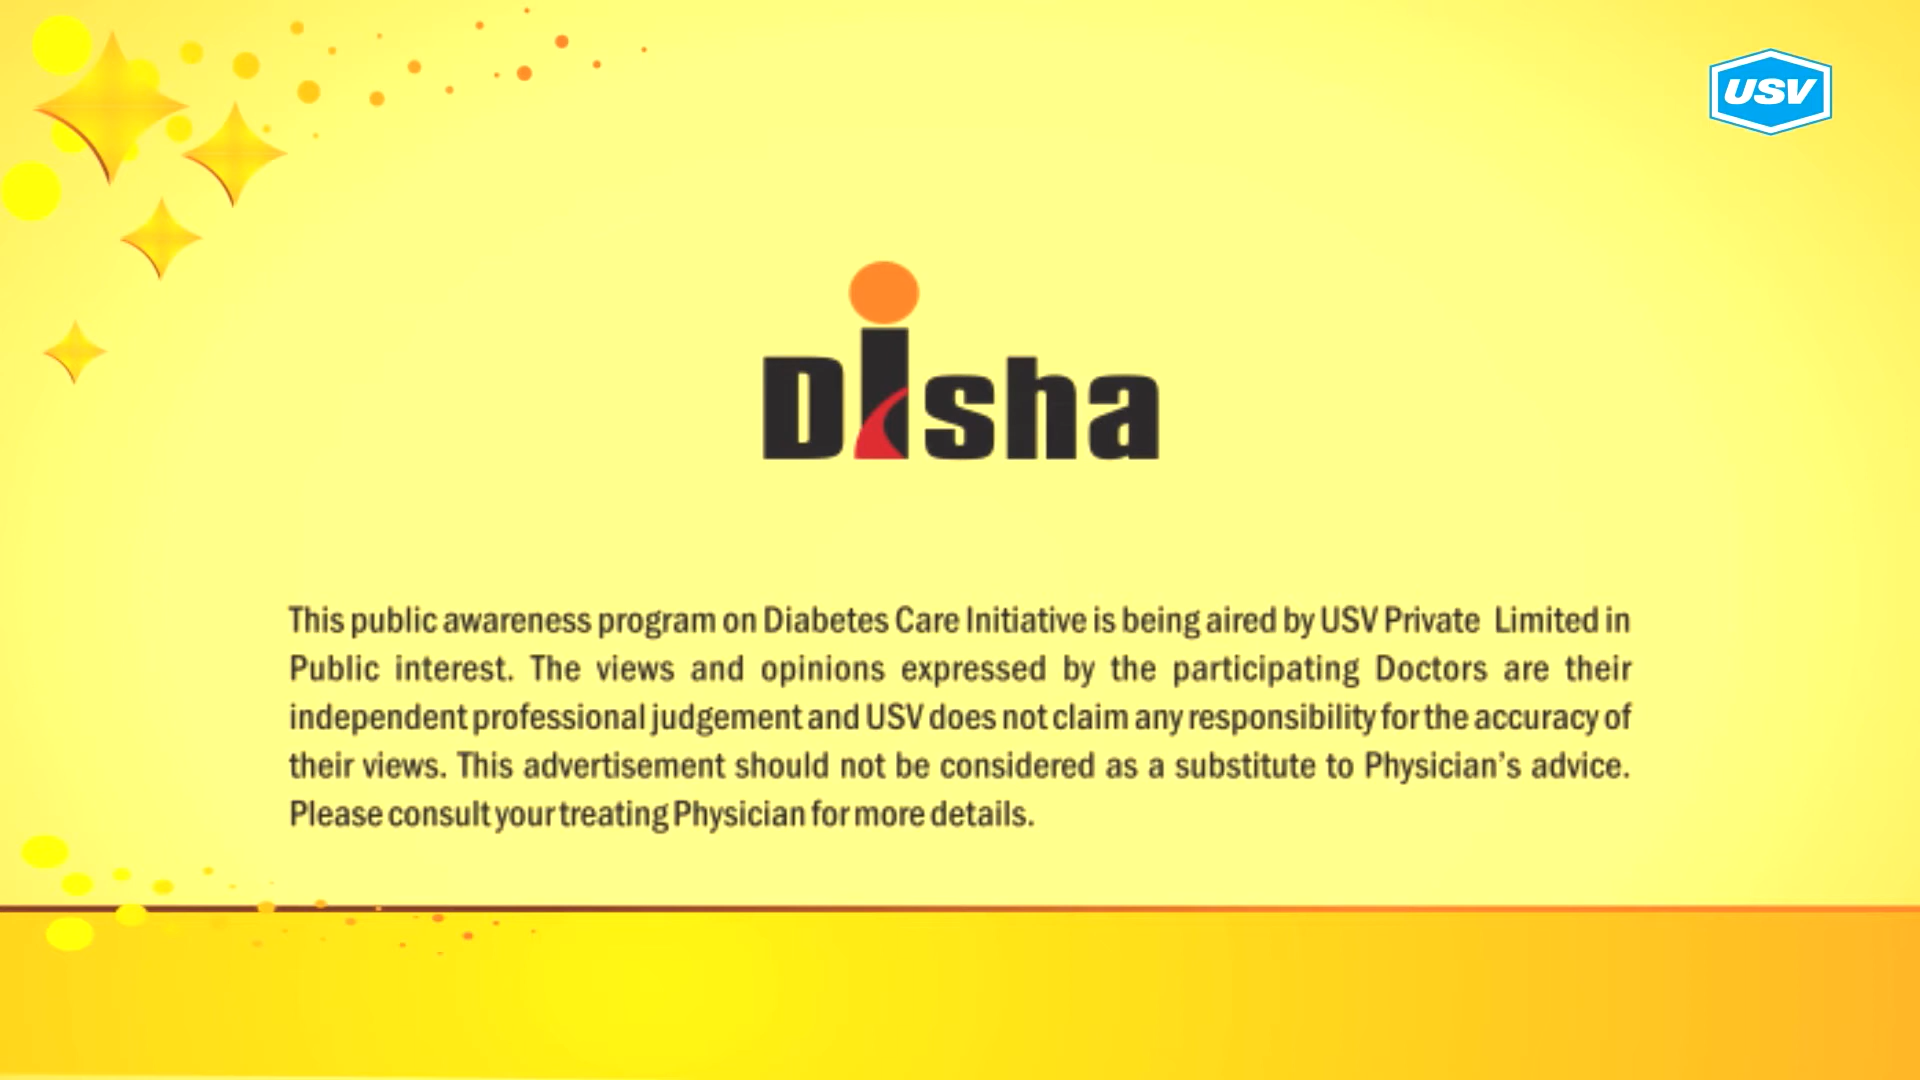 USV
Disha
This public awareness program on Diabetes Care Initiative is being aired by USV Private Limited in
Public interest. The views and opinions expressed by the participating Doctors are their
independent professional judgement and USV does not claim any responsibility for the accuracy of
their views. This advertisement should not be considered as a substitute to Physician’s advice.
Please consult your treating Physician for more details.